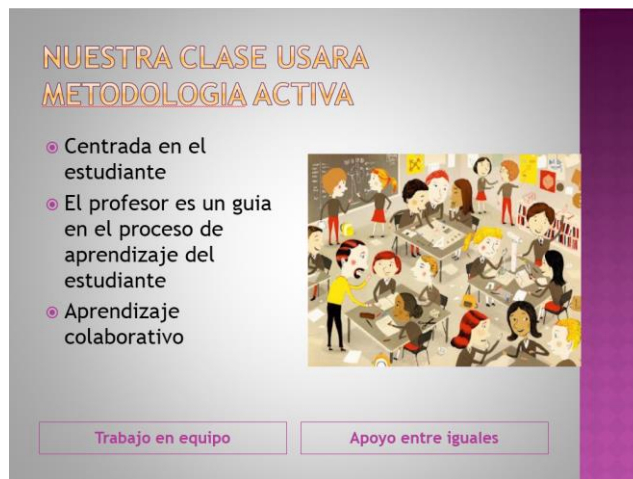 NUESTRA CLASE USARA
METODOLOGIA ACTIVA
Centrada en el
estudiante
El profesor es un guia
en el proceso de
aprendizaje del
estudiante
Aprendizaje
colaborativo
Trabajo en equipo
Apoyo entre iguales